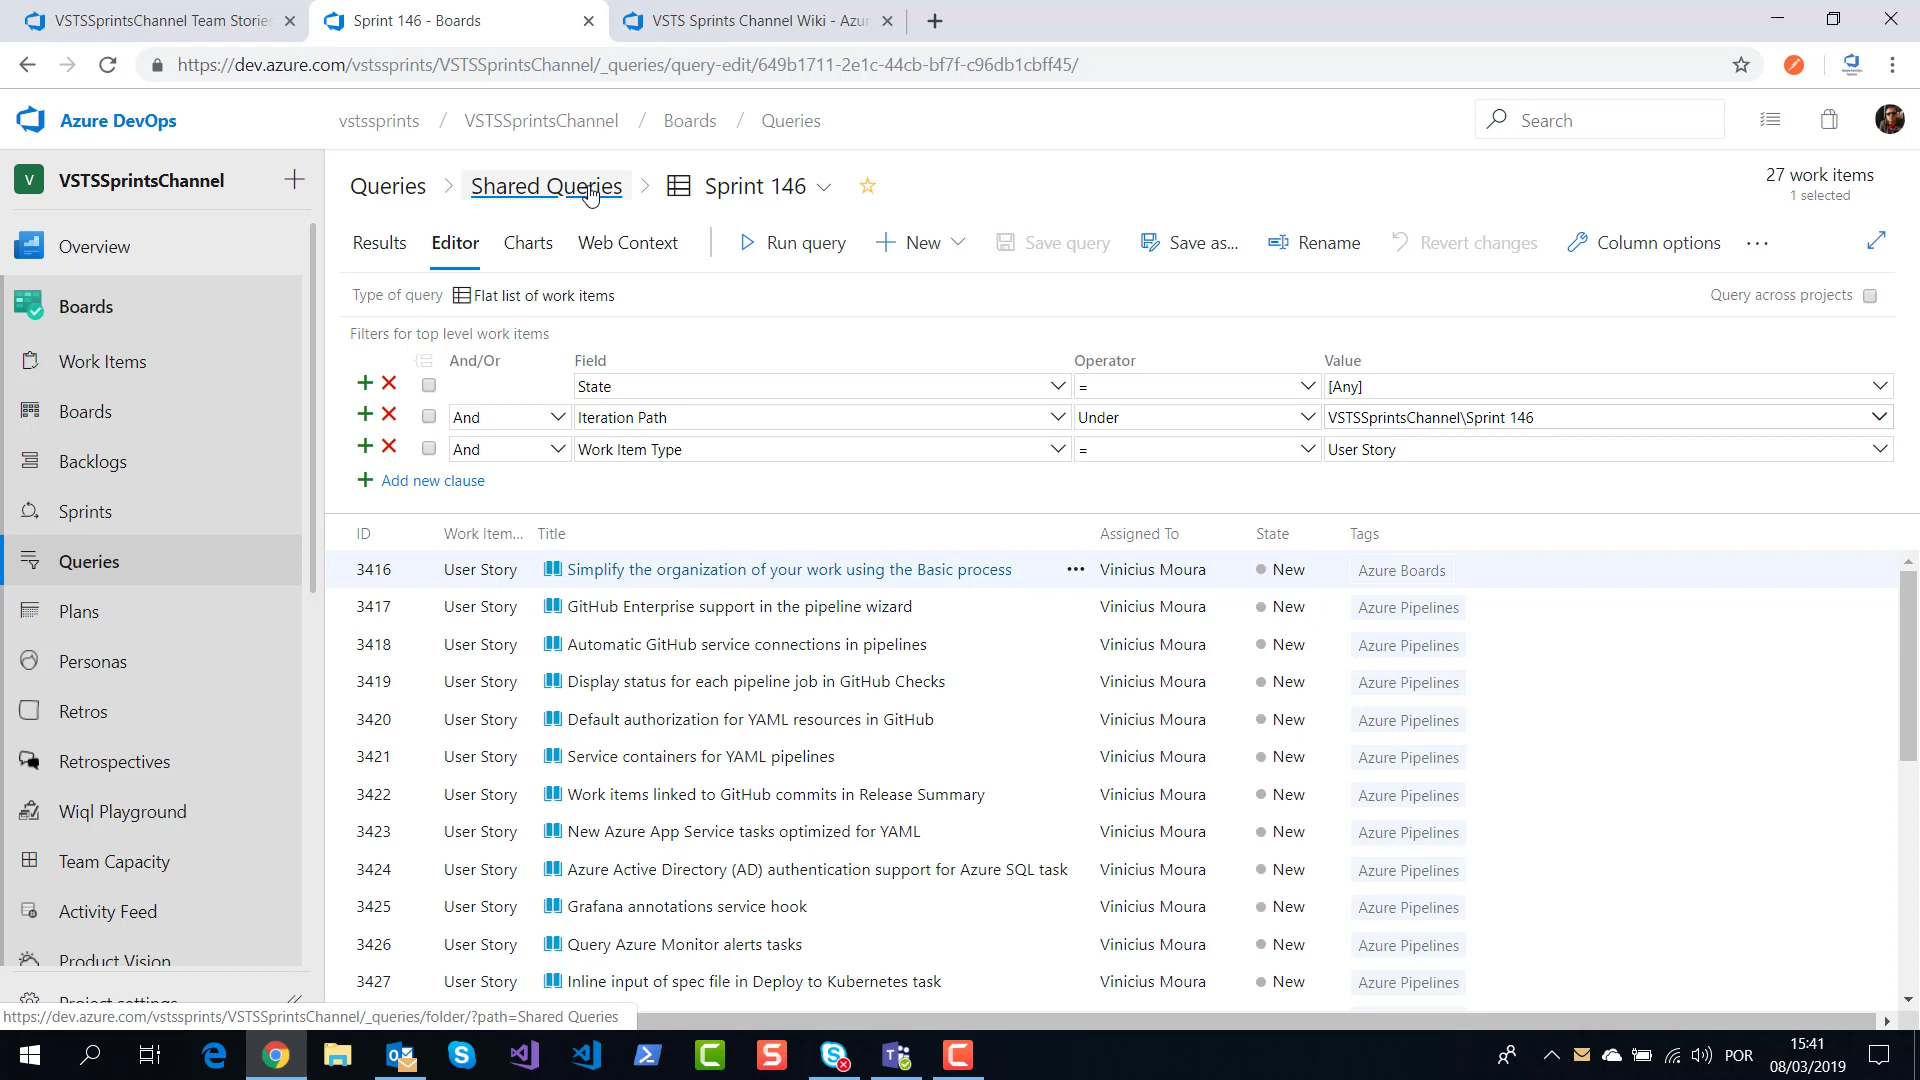 VSTSSprintsChannel Team Stories
Sprint 146 - Boards
VSTS Sprints Channel Wiki - Azur
https://dev.azure.com/vstssprints/VSTSSprintsChannel/_queries/query-edit/649b1711-2e1c-44cb-bf7f-c96db1cbff45/
Azure DevOps
vstssprints / VSTSSprintsChannel / Boards / Queries
Search
V VSTSSprintsChannel
Queries > Shared Queries > Sprint 146
27 work items
1 selected
Overview
Boards
Work Items
Boards
Backlogs
Sprints
Queries
Plans
Personas
Retros
Retrospectives
Wiql Playground
Team Capacity
Activity Feed
Product Vision
Project settings
Results Editor Charts Web Context Run query New Save query Save as... Rename Revert changes Column options ...
Type of query Flat list of work items Query across projects
Filters for top level work items
And/Or Field Operator Value
State = [Any]
And Iteration Path Under VSTSSprintsChannel\Sprint 146
And Work Item Type = User Story
Add new clause
ID Work Item... Title Assigned To State Tags
3416 User Story Simplify the organization of your work using the Basic process ... Vinicius Moura New Azure Boards
3417 User Story GitHub Enterprise support in the pipeline wizard Vinicius Moura New Azure Pipelines
3418 User Story Automatic GitHub service connections in pipelines Vinicius Moura New Azure Pipelines
3419 User Story Display status for each pipeline job in GitHub Checks Vinicius Moura New Azure Pipelines
3420 User Story Default authorization for YAML resources in GitHub Vinicius Moura New Azure Pipelines
3421 User Story Service containers for YAML pipelines Vinicius Moura New Azure Pipelines
3422 User Story Work items linked to GitHub commits in Release Summary Vinicius Moura New Azure Pipelines
3423 User Story New Azure App Service tasks optimized for YAML Vinicius Moura New Azure Pipelines
3424 User Story Azure Active Directory (AD) authentication support for Azure SQL task Vinicius Moura New Azure Pipelines
3425 User Story Grafana annotations service hook Vinicius Moura New Azure Pipelines
3426 User Story Query Azure Monitor alerts tasks Vinicius Moura New Azure Pipelines
3427 User Story Inline input of spec file in Deploy to Kubernetes task Vinicius Moura New Azure Pipelines
https://dev.azure.com/vstssprints/VSTSSprintsChannel/_queries/folder/?path=Shared Queries
POR
15:41
08/03/2019